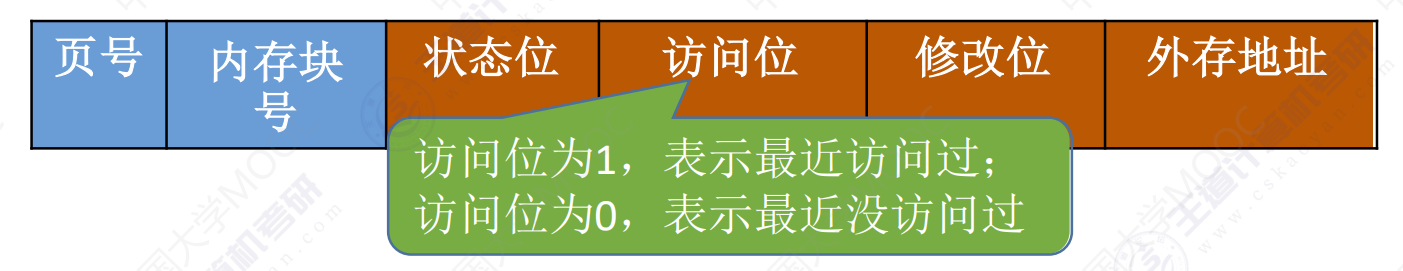 页号
内存块
号
状态位
访问位
修改位
外存地址
访问位为1，表示最近访问过；
访问位为0，表示最近没访问过